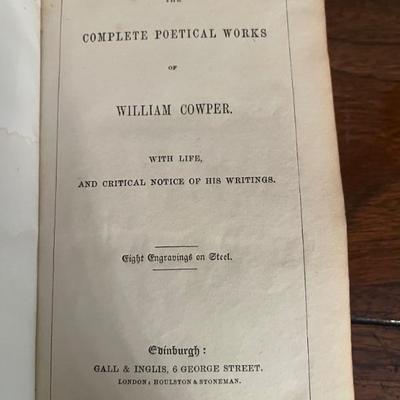 THE
COMPLETE POETICAL WORKS
OF
WILLIAM COWPER.
WITH LIFE,
AND CRITICAL NOTICE OF HIS WRITINGS.
Eight Engravings on Steel.
Edinburgh:
GALL & INGLIS, 6 GEORGE STREET.
LONDON: HOULSTON & STONEMAN.